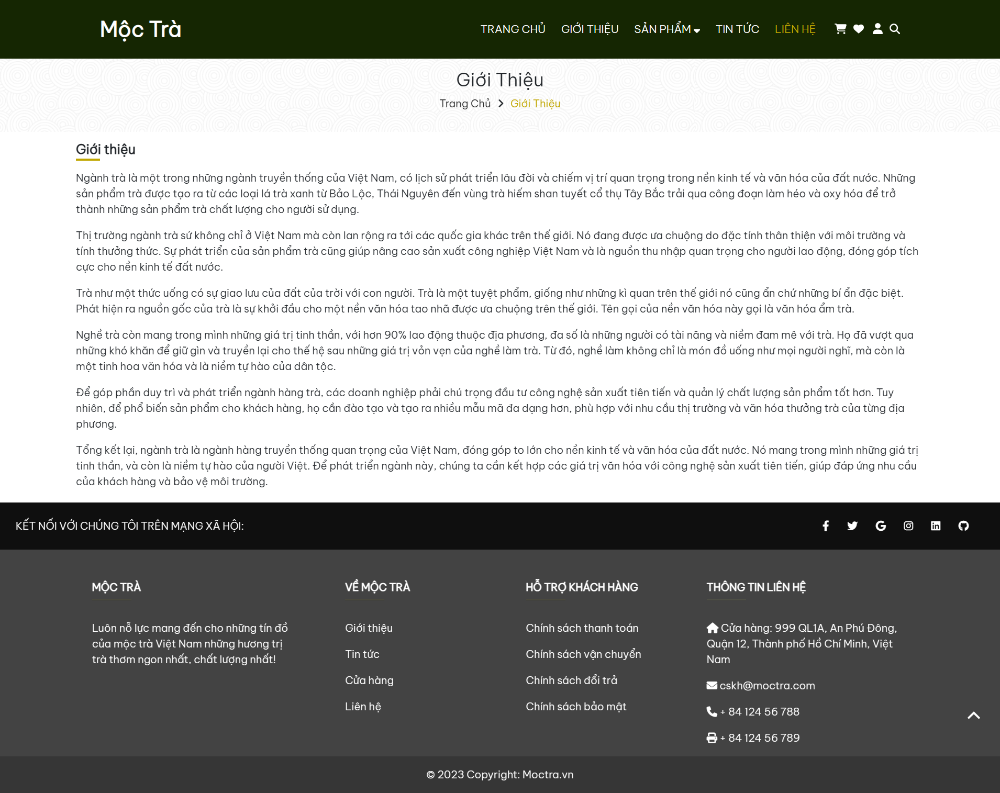 Mộc Trà
TRANG CHỦ GIỚI THIỆU SẢN PHẨM TIN TỨC LIÊN HỆ
Giới Thiệu
Trang Chủ Giới Thiệu
Giới thiệu
Ngành trà là một trong những ngành truyền thống của Việt Nam, có lịch sử phát triển lâu đời và chiếm vị trí quan trọng trong nền kinh tế và văn hóa của đất nước. Những
sản phẩm trà được tạo ra từ các loại lá trà xanh từ Bảo Lộc, Thái Nguyên đến vùng trà hiếm shan tuyết cổ thụ Tây Bắc trải qua công đoạn làm héo và oxy hóa để trở
thành những sản phẩm trà chất lượng cho người sử dụng.
Thị trường ngành trà sứ không chỉ ở Việt Nam mà còn lan rộng ra tới các quốc gia khác trên thế giới. Nó đang được ưa chuộng do đặc tính thân thiện với môi trường và
tính thưởng thức. Sự phát triển của sản phẩm trà cũng giúp nâng cao sản xuất công nghiệp Việt Nam và là nguồn thu nhập quan trọng cho người lao động, đóng góp tích
cực cho nền kinh tế đất nước.
Trà như một thức uống có sự giao lưu của đất của trời với con người. Trà là một tuyệt phẩm, giống như những kì quan trên thế giới nó cũng ẩn chứ những bí ẩn đặc biệt.
Phát hiện ra nguồn gốc của trà là sự khởi đầu cho một nền văn hóa tao nhã được ưa chuộng trên thế giới. Tên gọi của nền văn hóa này gọi là văn hóa ẩm trà.
Nghề trà còn mang trong mình những giá trị tinh thần, với hơn 90% lao động thuộc địa phương, đa số là những người có tài năng và niềm đam mê với trà. Họ đã vượt qua
những khó khăn để giữ gìn và truyền lại cho thế hệ sau những giá trị vỏn vẹn của nghề làm trà. Từ đó, nghề làm không chỉ là món đồ uống như mọi người nghĩ, mà còn là
một tinh hoa văn hóa và là niềm tự hào của dân tộc.
Để góp phần duy trì và phát triển ngành hàng trà, các doanh nghiệp phải chú trọng đầu tư công nghệ sản xuất tiên tiến và quản lý chất lượng sản phẩm tốt hơn. Tuy
nhiên, để phổ biến sản phẩm cho khách hàng, họ cần đào tạo và tạo ra nhiều mẫu mã đa dạng hơn, phù hợp với nhu cầu thị trường và văn hóa thưởng trà của từng địa
phương.
Tổng kết lại, ngành trà là ngành hàng truyền thống quan trọng của Việt Nam, đóng góp to lớn cho nền kinh tế và văn hóa của đất nước. Nó mang trong mình những giá trị
tinh thần, và còn là niềm tự hào của người Việt. Để phát triển ngành này, chúng ta cần kết hợp các giá trị văn hóa với công nghệ sản xuất tiên tiến, giúp đáp ứng nhu cầu
của khách hàng và bảo vệ môi trường.
KẾT NỐI VỚI CHÚNG TÔI TRÊN MẠNG XÃ HỘI:
MỘC TRÀ
Luôn nỗ lực mang đến cho những tín đồ
của mộc trà Việt Nam những hương trị
trà thơm ngon nhất, chất lượng nhất!
VỀ MỘC TRÀ
Giới thiệu
Tin tức
Cửa hàng
Liên hệ
HỖ TRỢ KHÁCH HÀNG
Chính sách thanh toán
Chính sách vận chuyển
Chính sách đổi trả
Chính sách bảo mật
THÔNG TIN LIÊN HỆ
Cửa hàng: 999 QL1A, An Phú Đông,
Quận 12, Thành phố Hồ Chí Minh, Việt
Nam
cskh@moctra.com
+ 84 124 56 788
+ 84 124 56 789
© 2023 Copyright: Moctra.vn